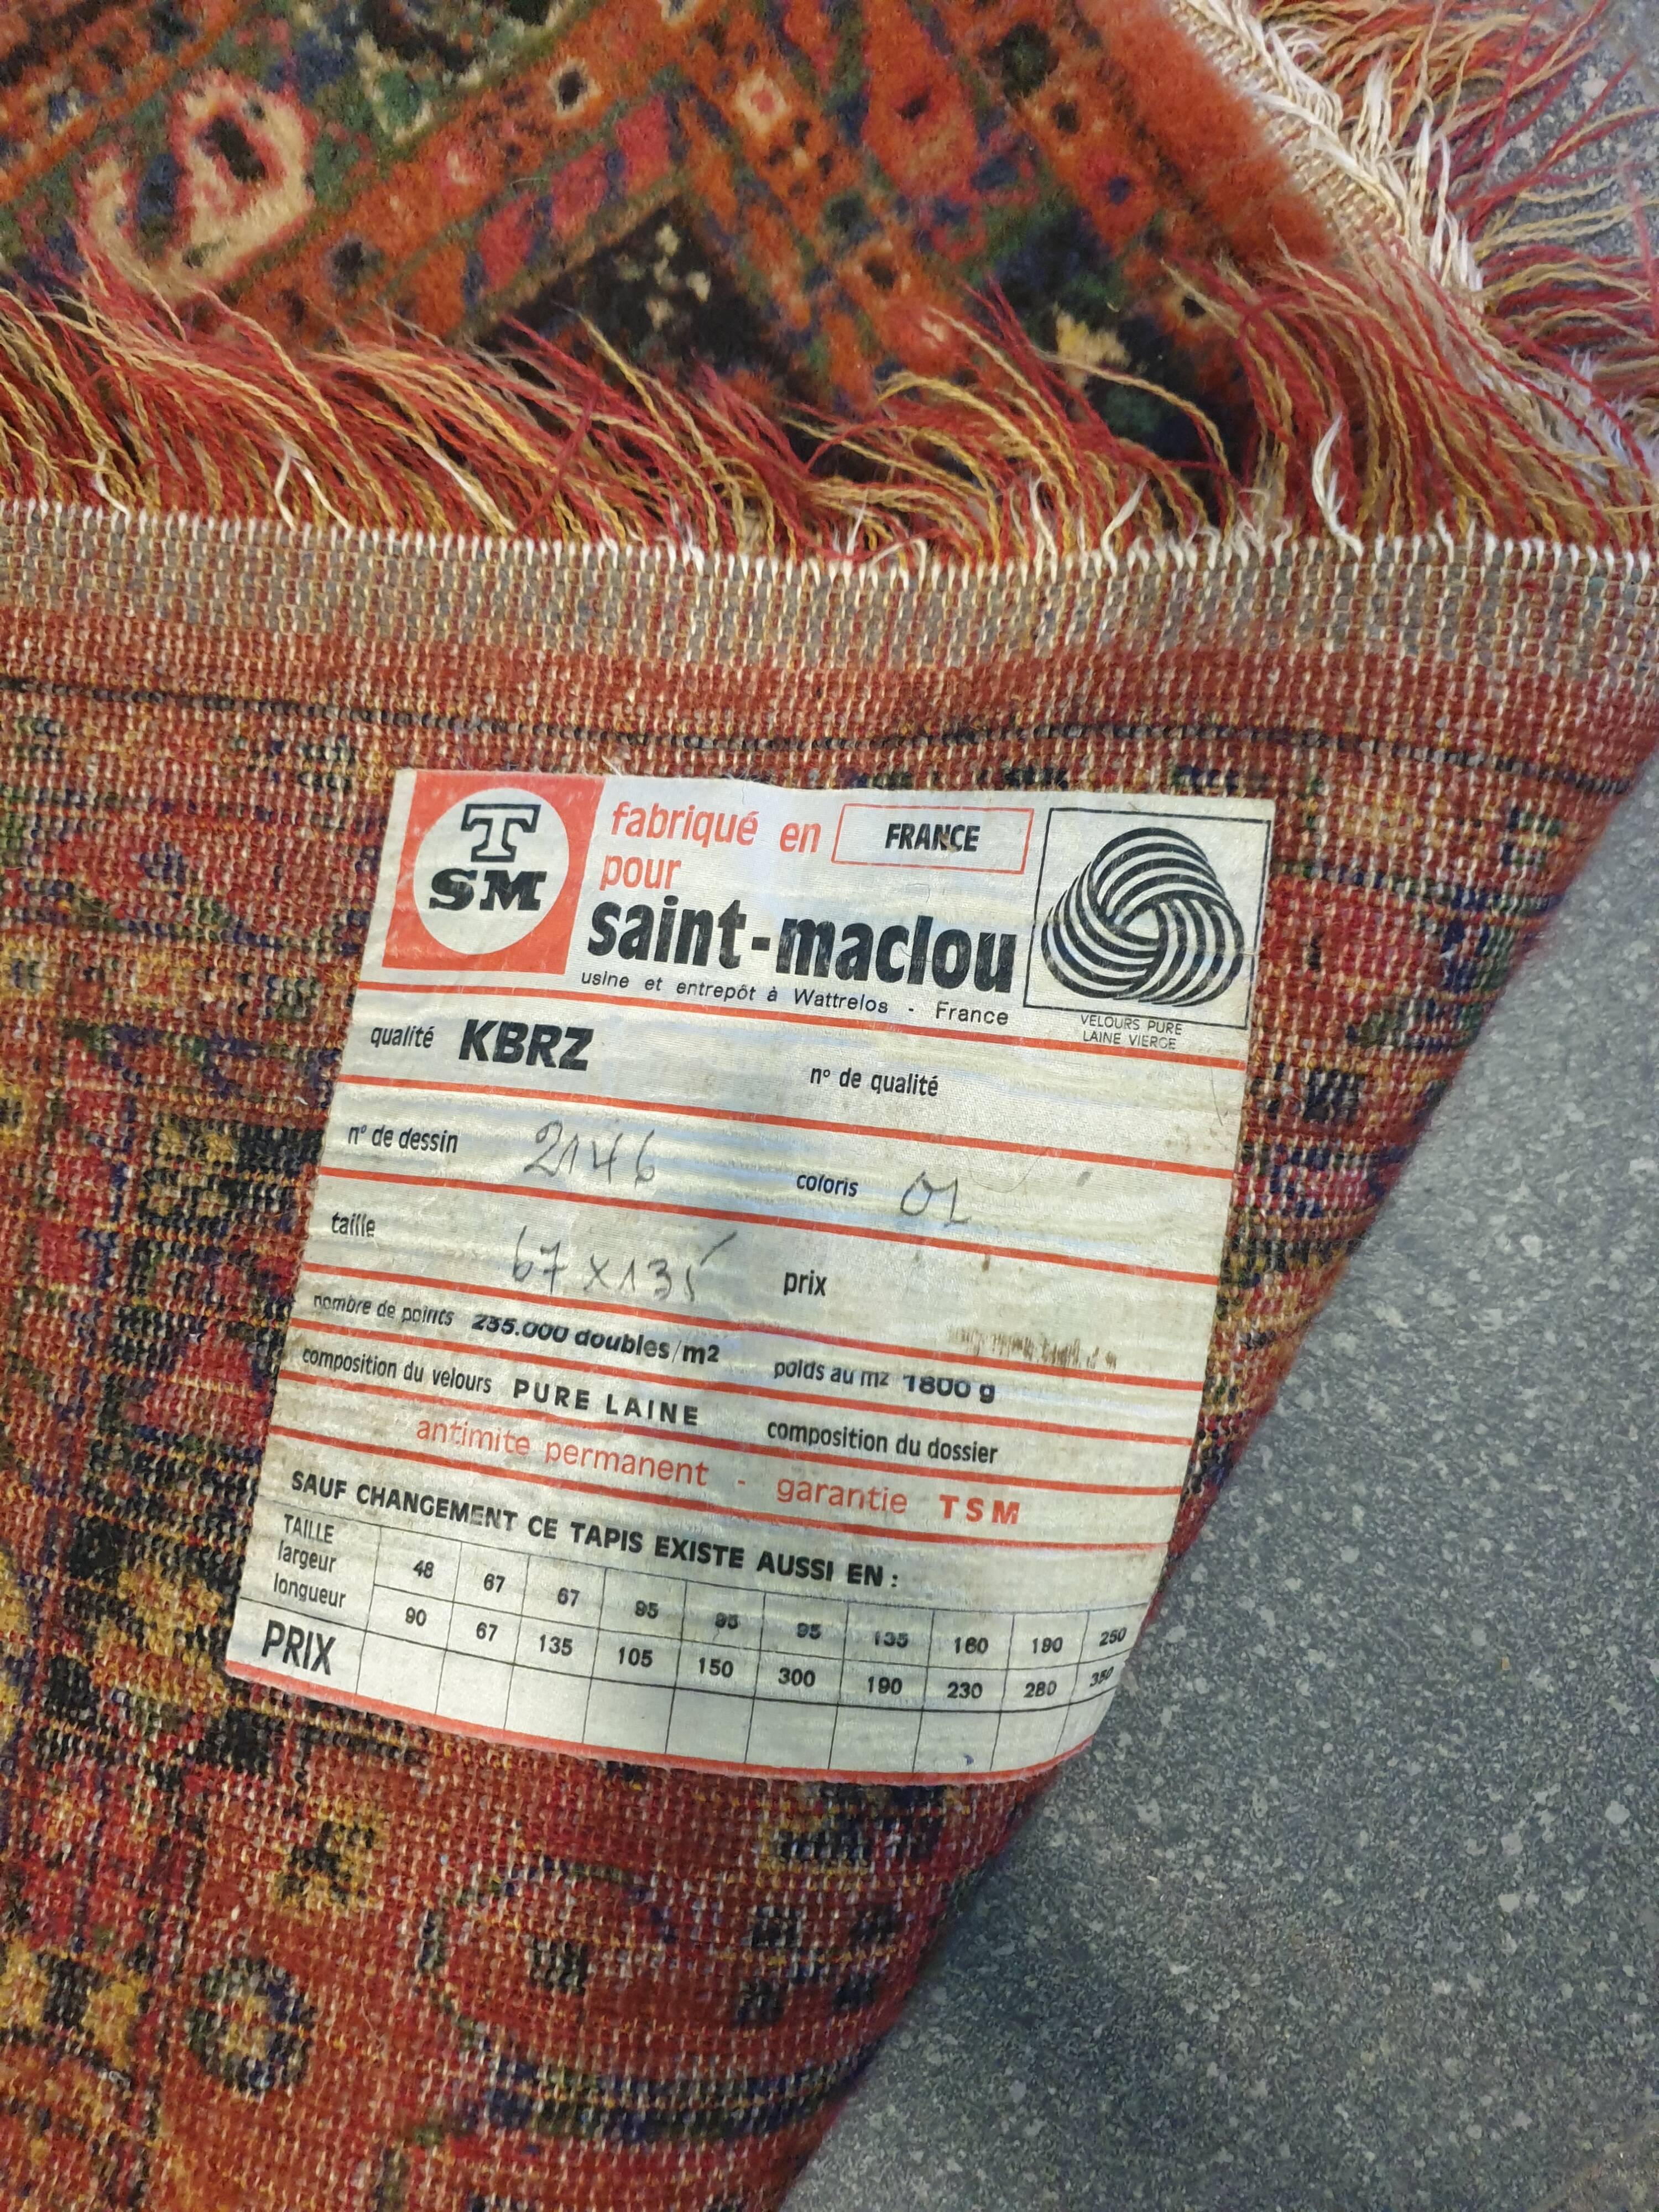 T
SM
fabriqué en FRANCE
pour
saint-maclou
usine et entrepôt à Wattrelos - France
VELOURS PURE
LAINE VIERGE
qualité KBRZ n° de qualité
n° de dessin 2146 coloris 01
taille 67 x 135 prix
nombre de points 235.000 doubles/m2 poids au m2 1800 g
composition du velours PURE LAINE composition du dossier
antimite permanent - garantie TSM
SAUF CHANGEMENT CE TAPIS EXISTE AUSSI EN :
TAILLE
largeur 48 67 67 95 95 95 135 160 190 250
longueur 90 67 135 105 150 300 190 230 280 350
PRIX